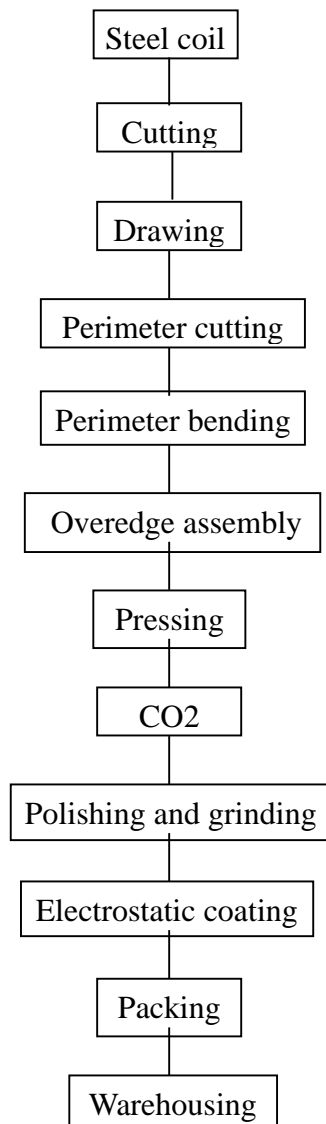 Steel coil
Cutting
Drawing
Perimeter cutting
Perimeter bending
Overedge assembly
Pressing
CO2
Polishing and grinding
Electrostatic coating
Packing
Warehousing